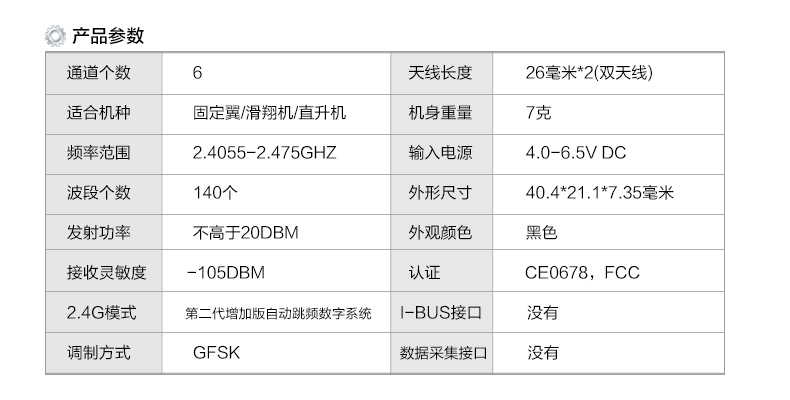 产品参数
通道个数 6 天线长度 26毫米*2(双天线)
适合机种 固定翼/滑翔机/直升机 机身重量 7克
频率范围 2.4055-2.475GHZ 输入电源 4.0-6.5V DC
波段个数 140个 外形尺寸 40.4*21.1*7.35毫米
发射功率 不高于20DBM 外观颜色 黑色
接收灵敏度 -105DBM 认证 CE0678，FCC
2.4G模式 第二代增加版自动跳频数字系统 I-BUS接口 没有
调制方式 GFSK 数据采集接口 没有